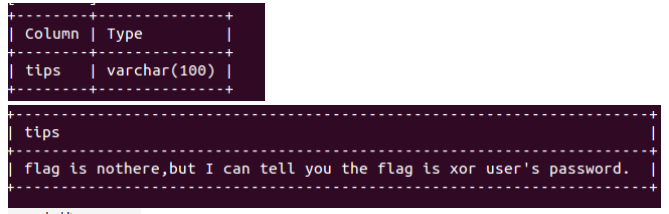 Column | Type
tips | varchar(100)
tips
flag is nothere,but I can tell you the flag is xor user's password.